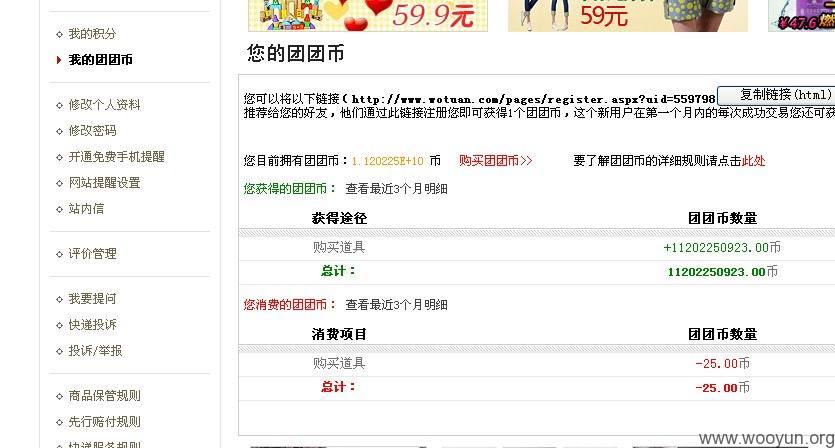 59.9元
59元
¥47.6
我的积分
我的团团币
修改个人资料
修改密码
开通免费手机提醒
网站提醒设置
站内信
评价管理
我要提问
快递投诉
投诉/举报
商品保管规则
先行赔付规则
快递服务规则
您的团团币
您可以将以下链接(http://www.wotuan.com/pages/register.aspx?uid=559798 复制链接(html)
推荐给您的好友，他们通过此链接注册您即可获得1个团团币，这个新用户在第一个月内的每次成功交易您还可获
您目前拥有团团币：1.120225E+10 币 购买团团币>> 要了解团团币的详细规则请点击此处
您获得的团团币： 查看最近3个月明细
获得途径 团团币数量
购买道具 +11202250923.00币
总计： 11202250923.00币
您消费的团团币： 查看最近3个月明细
消费项目 团团币数量
购买道具 -25.00币
总计： -25.00币
www.wooyun.org